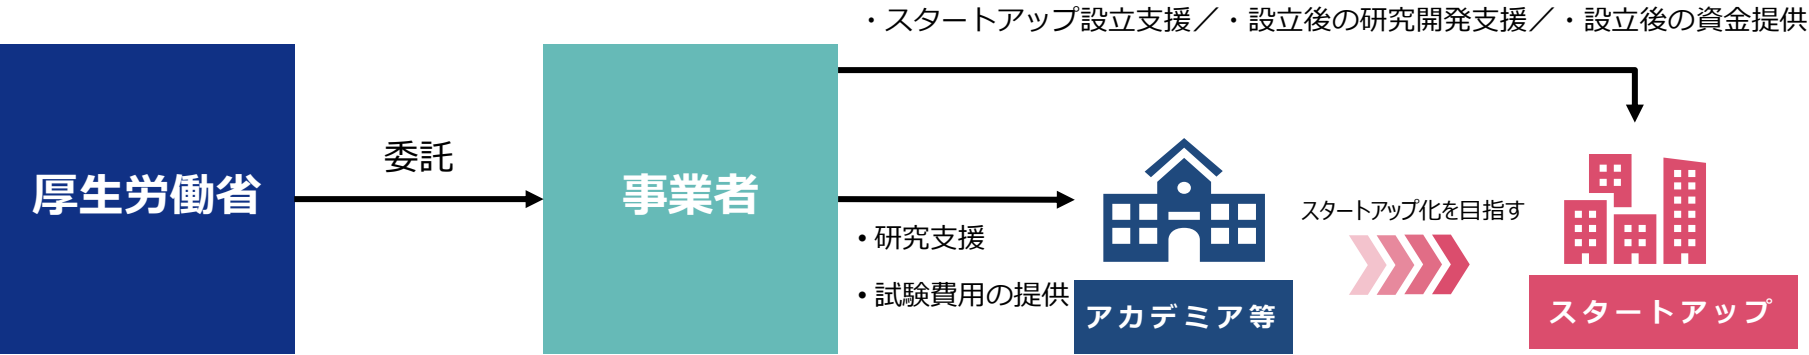 ・スタートアップ設立支援／・設立後の研究開発支援／・設立後の資金提供
厚生労働省
委託
事業者
・研究支援
・試験費用の提供
アカデミア等
スタートアップ化を目指す
スタートアップ